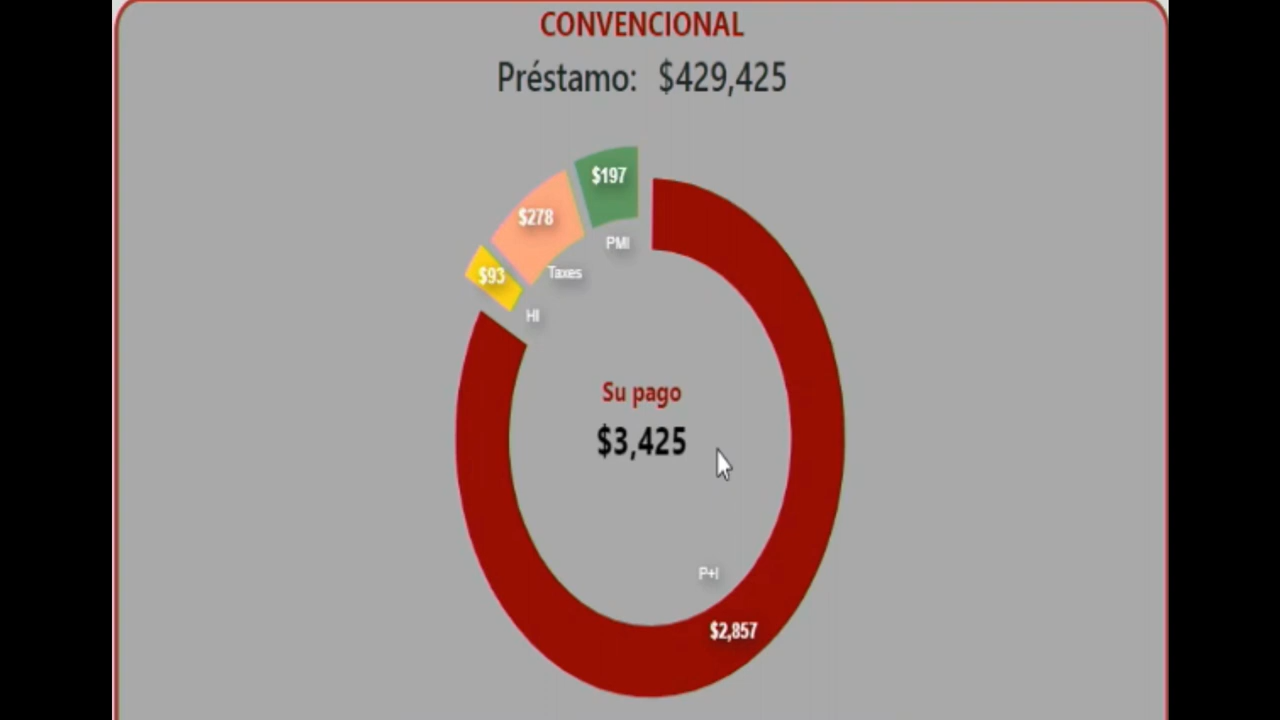 CONVENCIONAL
Préstamo: $429,425
$197
PMI
$278
Taxes
$93
HI
Su pago
$3,425
P+I
$2,857